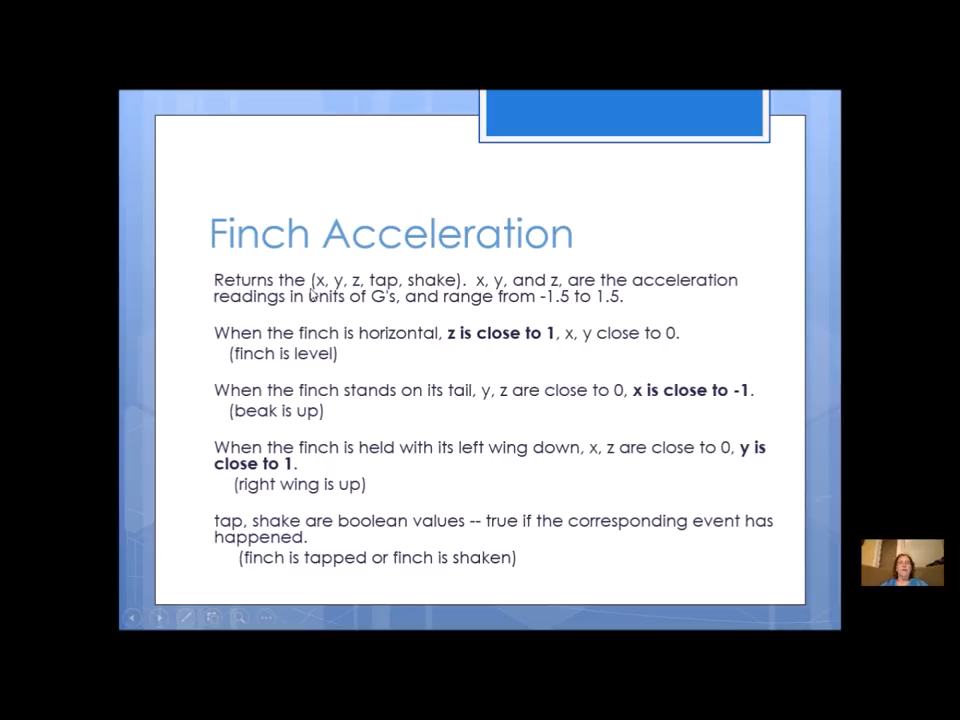 Finch Acceleration
Returns the (x, y, z, tap, shake).  x, y, and z, are the acceleration
readings in units of G's, and range from -1.5 to 1.5.
When the finch is horizontal, z is close to 1, x, y close to 0.
(finch is level)
When the finch stands on its tail, y, z are close to 0, x is close to -1.
(beak is up)
When the finch is held with its left wing down, x, z are close to 0, y is
close to 1.
(right wing is up)
tap, shake are boolean values -- true if the corresponding event has
happened.
(finch is tapped or finch is shaken)